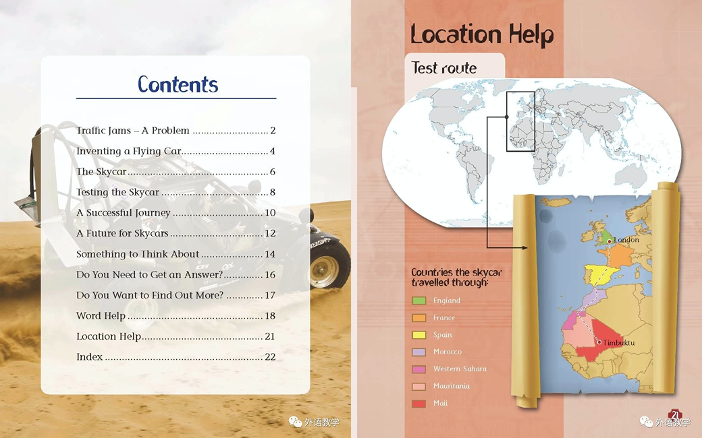 Contents
Traffic Jams – A Problem ........................... 2
Inventing a Flying Car............................... 4
The Skycar................................................ 6
Testing the Skycar ..................................... 8
A Successful Journey ................................ 10
A Future for Skycars ................................. 12
Something to Think About ....................... 14
Do You Need to Get an Answer?.............. 16
Do You Want to Find Out More? ............. 17
Word Help ................................................ 18
Location Help............................................ 21
Index ......................................................... 22
外语教学
Location Help
Test route
London
Countries the skycar
travelled through:
England
France
Spain
Morocco
Western Sahara
Mauritania
Mali
Timbuktu
21
外语教学